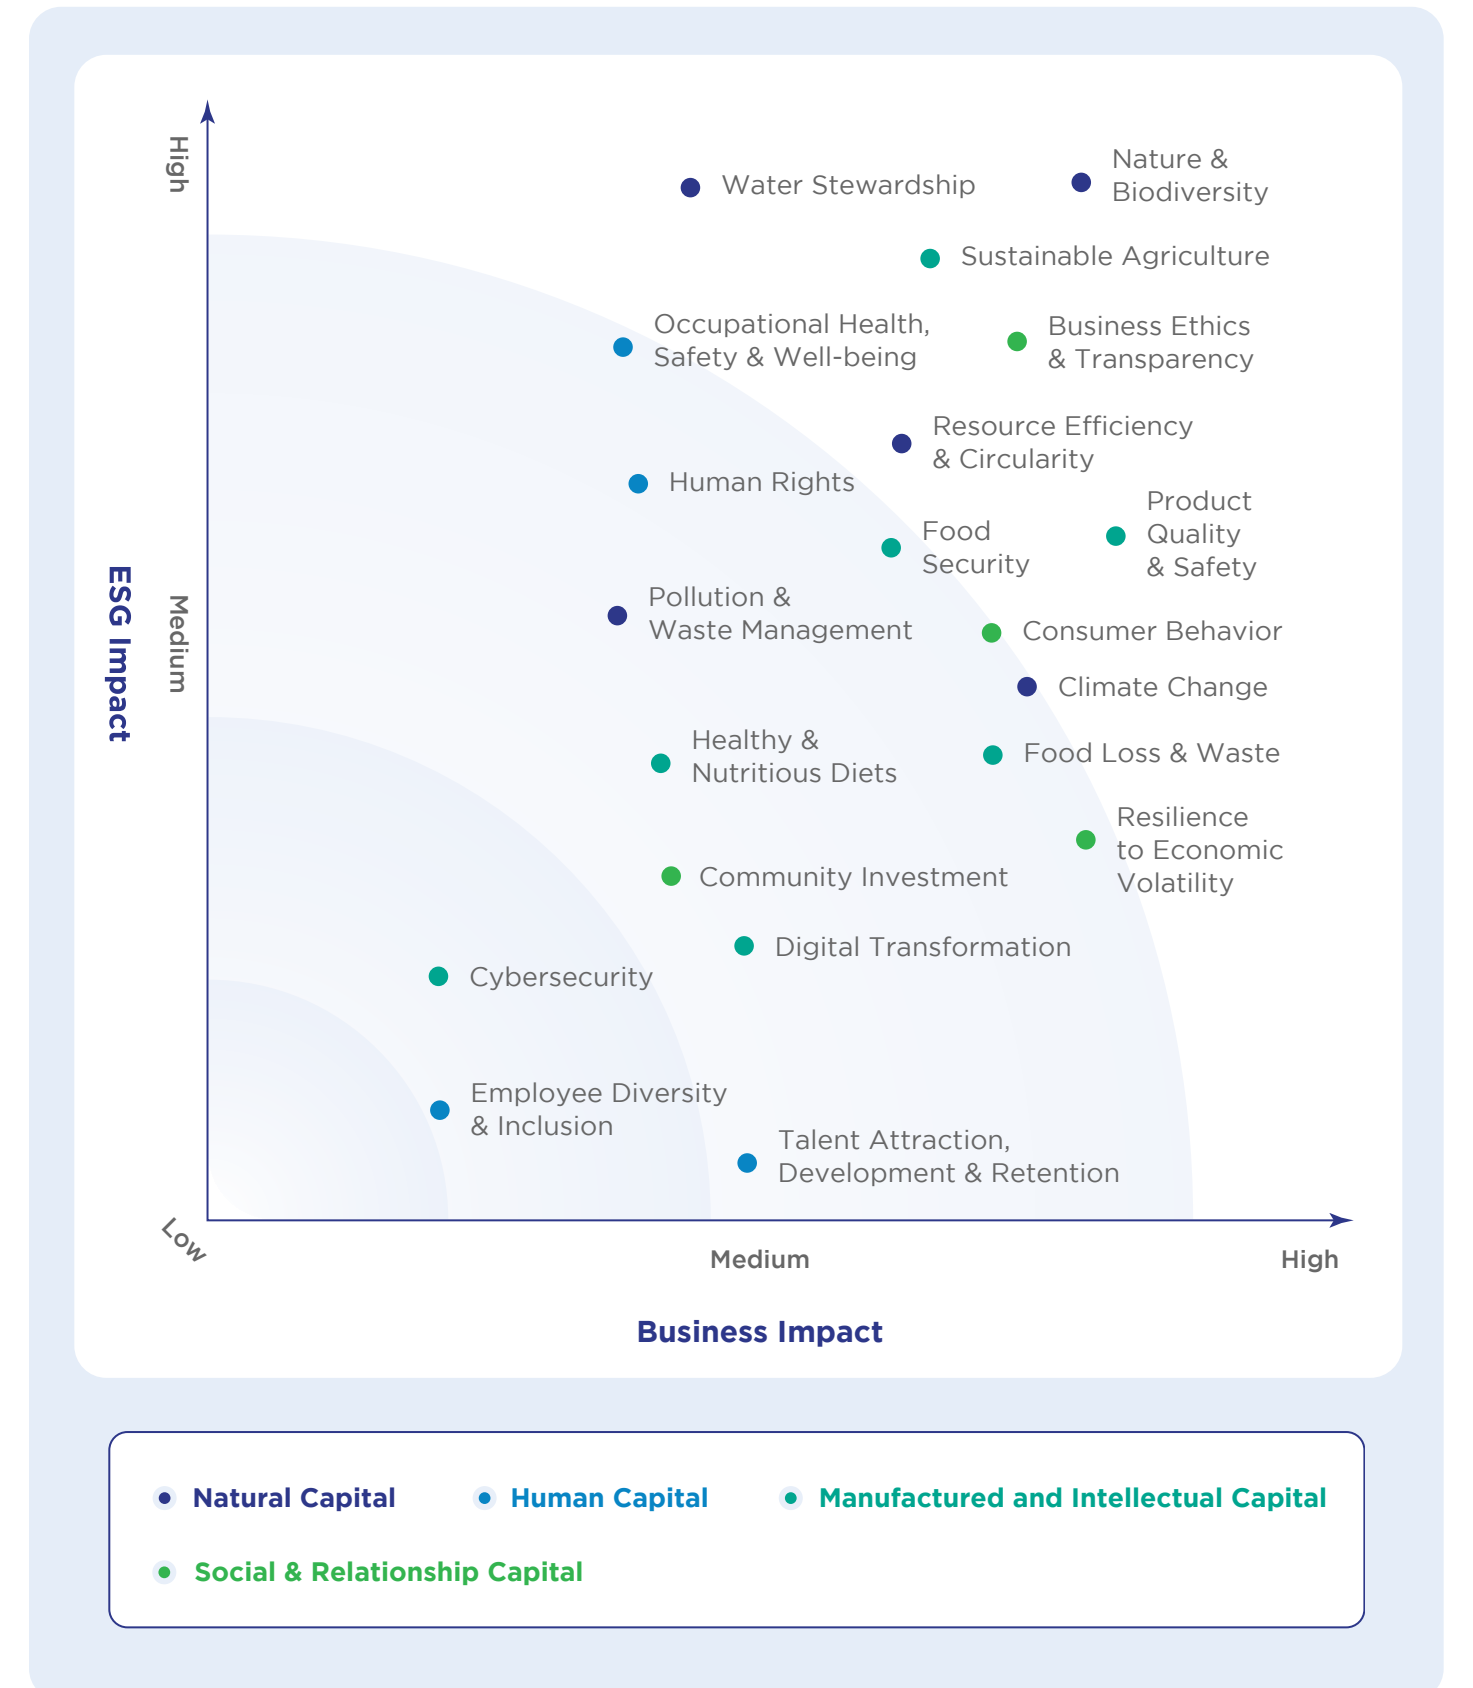 High
Nature &
Biodiversity
Water Stewardship
Sustainable Agriculture
Occupational Health,
Safety & Well-being
Business Ethics
& Transparency
Resource Efficiency
& Circularity
Human Rights
Product
Quality
& Safety
Food
Security
ESG Impact
Medium
Pollution &
Waste Management
Consumer Behavior
Climate Change
Healthy &
Nutritious Diets
Food Loss & Waste
Resilience
to Economic
Volatility
Community Investment
Digital Transformation
Cybersecurity
Employee Diversity
& Inclusion
Talent Attraction,
Development & Retention
Low
Medium
High
Business Impact
Natural Capital
Human Capital
Manufactured and Intellectual Capital
Social & Relationship Capital